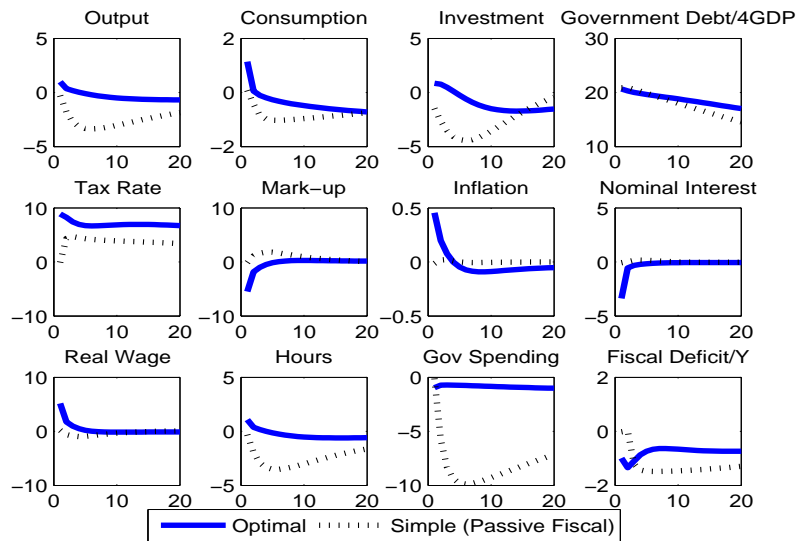 Output Consumption Investment Government Debt/4GDP
5 2 5 30
0 0 0 20
−5 −2 −5 10
0 10 20 0 10 20 0 10 20 0 10 20
Tax Rate Mark−up Inflation Nominal Interest
10 10 0.5 5
0 0 0 0
−10 −10 −0.5 −5
0 10 20 0 10 20 0 10 20 0 10 20
Real Wage Hours Gov Spending Fiscal Deficit/Y
10 5 0 2
0 0 −5 0
−10 −5 −10 −2
0 10 20 0 10 20 0 10 20 0 10 20
Optimal Simple (Passive Fiscal)